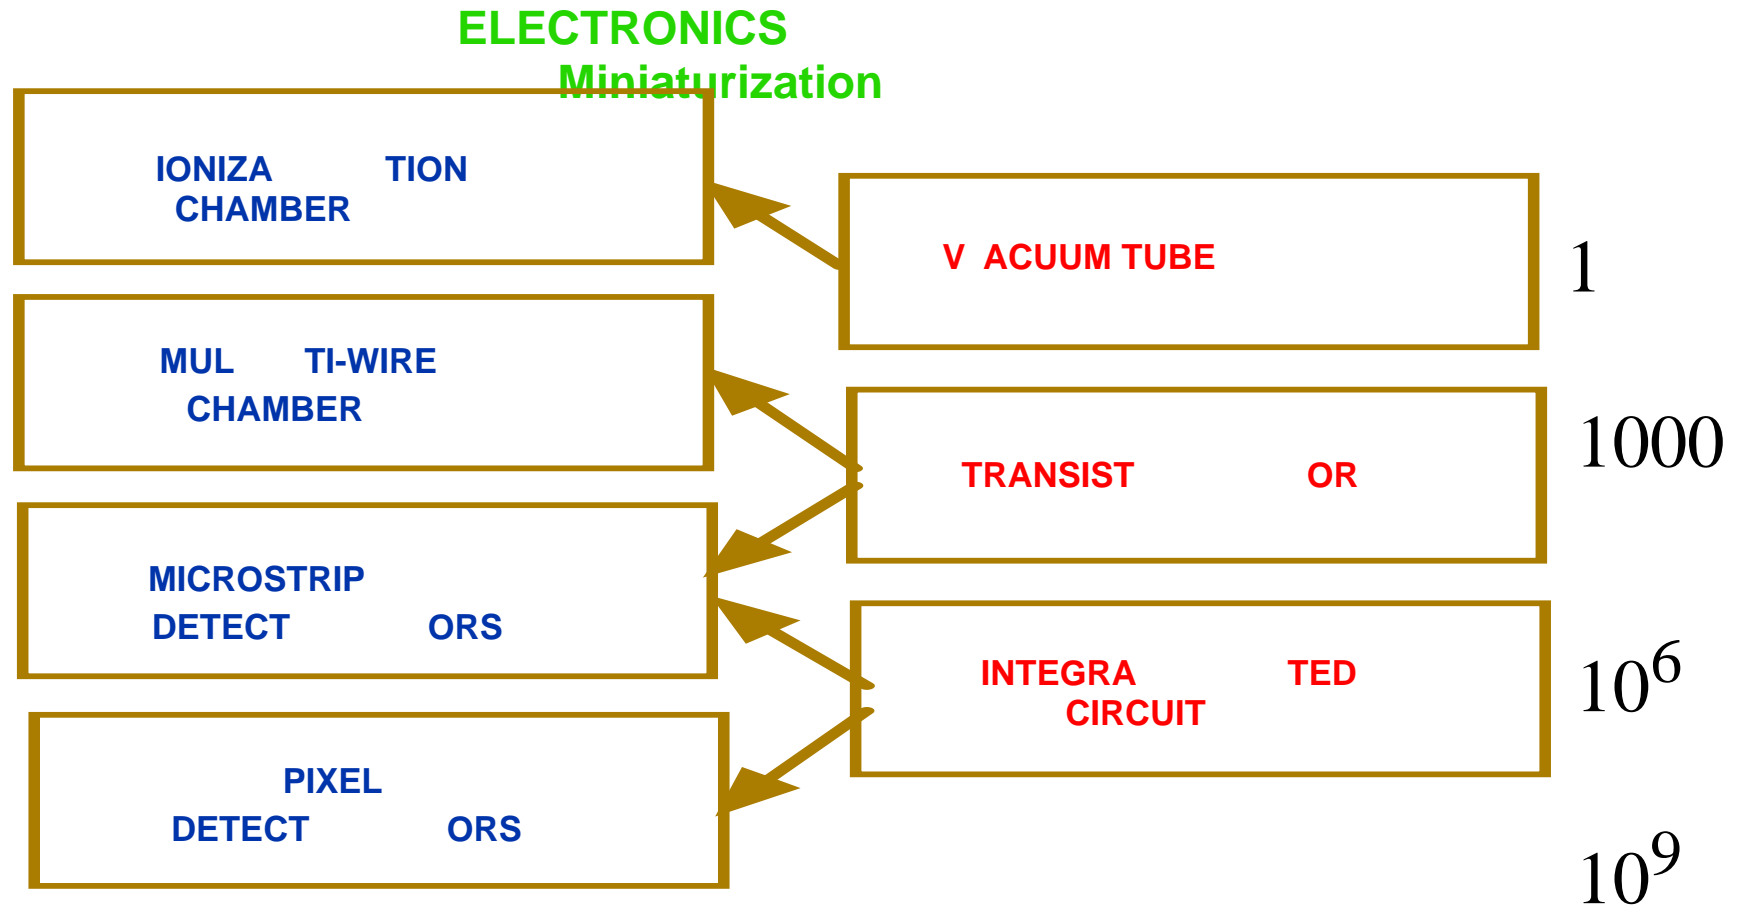 ELECTRONICS
Miniaturization
IONIZA TION
CHAMBER
V ACUUM TUBE
1
MUL TI-WIRE
CHAMBER
TRANSIST OR
1000
MICROSTRIP
DETECT ORS
INTEGRA TED
CIRCUIT
10^6
PIXEL
DETECT ORS
10^9